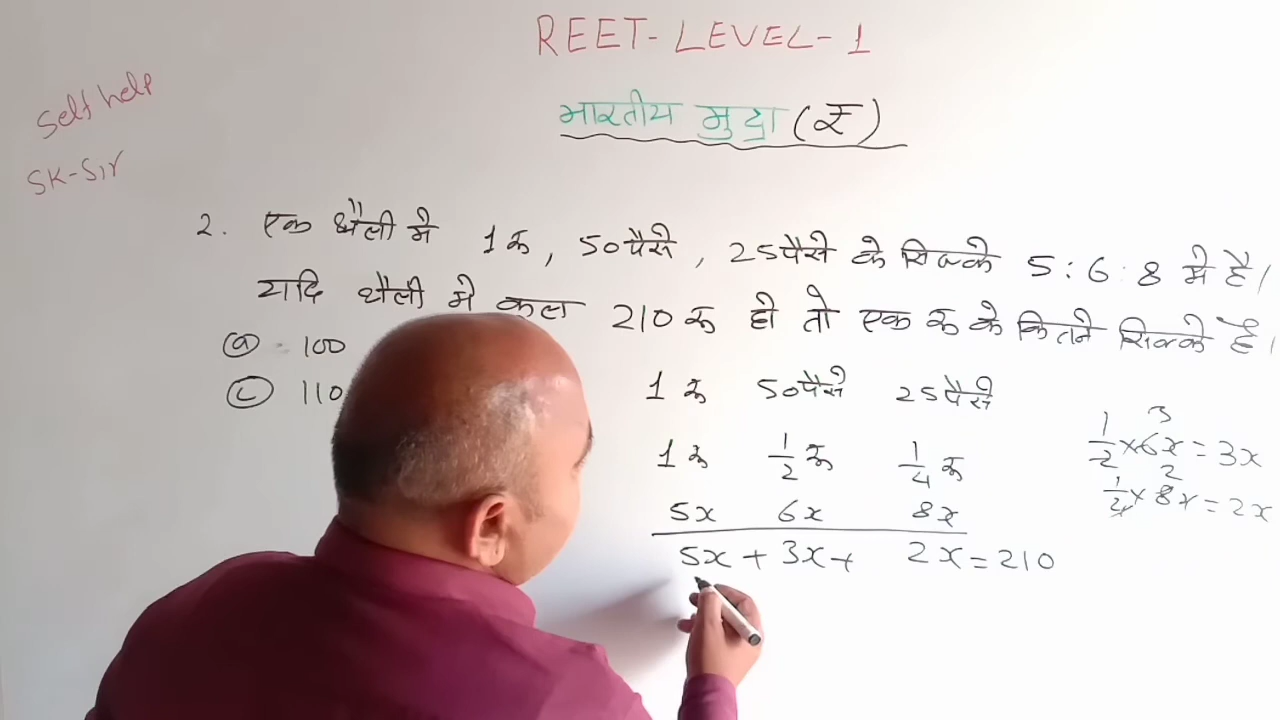 REET-LEVEL-1
Self help
भारतीय मुद्रा (₹)
SK-Sir
2. एक थैली में 1रू, 50पैसे, 25पैसे के सिक्के 5:6:8 में है।
यदि थैली मे कुल 210रू हो तो एक रू के कितने सिक्के है।
(a) 100
(c) 110
1रू 50पैसे 25पैसे
1रू 1/2रू 1/4रू
5x 6x 8x
5x + 3x + 2x = 210
3
1/2×6x = 3x
2
1/4×8x = 2x